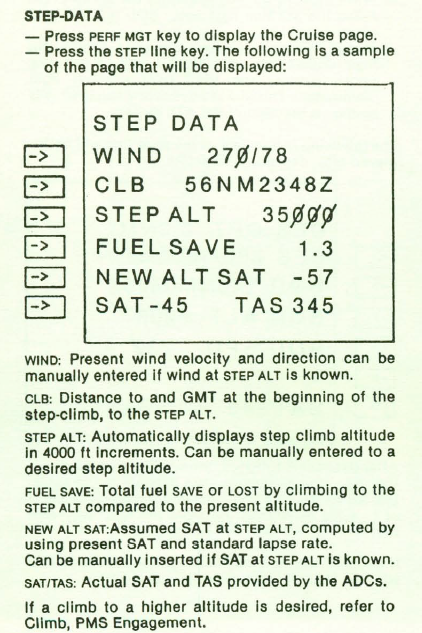 STEP-DATA
— Press PERF MGT key to display the Cruise page.
— Press the STEP line key. The following is a sample
of the page that will be displayed:
STEP DATA
-> WIND 27Ø/78
-> CLB 56NM2348Z
-> STEP ALT 35ØØØ
-> FUEL SAVE 1.3
-> NEW ALT SAT -57
-> SAT-45 TAS 345
WIND: Present wind velocity and direction can be
manually entered if wind at STEP ALT is known.
CLB: Distance to and GMT at the beginning of the
step-climb, to the STEP ALT.
STEP ALT: Automatically displays step climb altitude
in 4000 ft increments. Can be manually entered to a
desired step altitude.
FUEL SAVE: Total fuel SAVE or LOST by climbing to the
STEP ALT compared to the present altitude.
NEW ALT SAT:Assumed SAT at STEP ALT, computed by
using present SAT and standard lapse rate.
Can be manually inserted if SAT at STEP ALT is known.
SAT/TAS: Actual SAT and TAS provided by the ADCs.
If a climb to a higher altitude is desired, refer to
Climb, PMS Engagement.